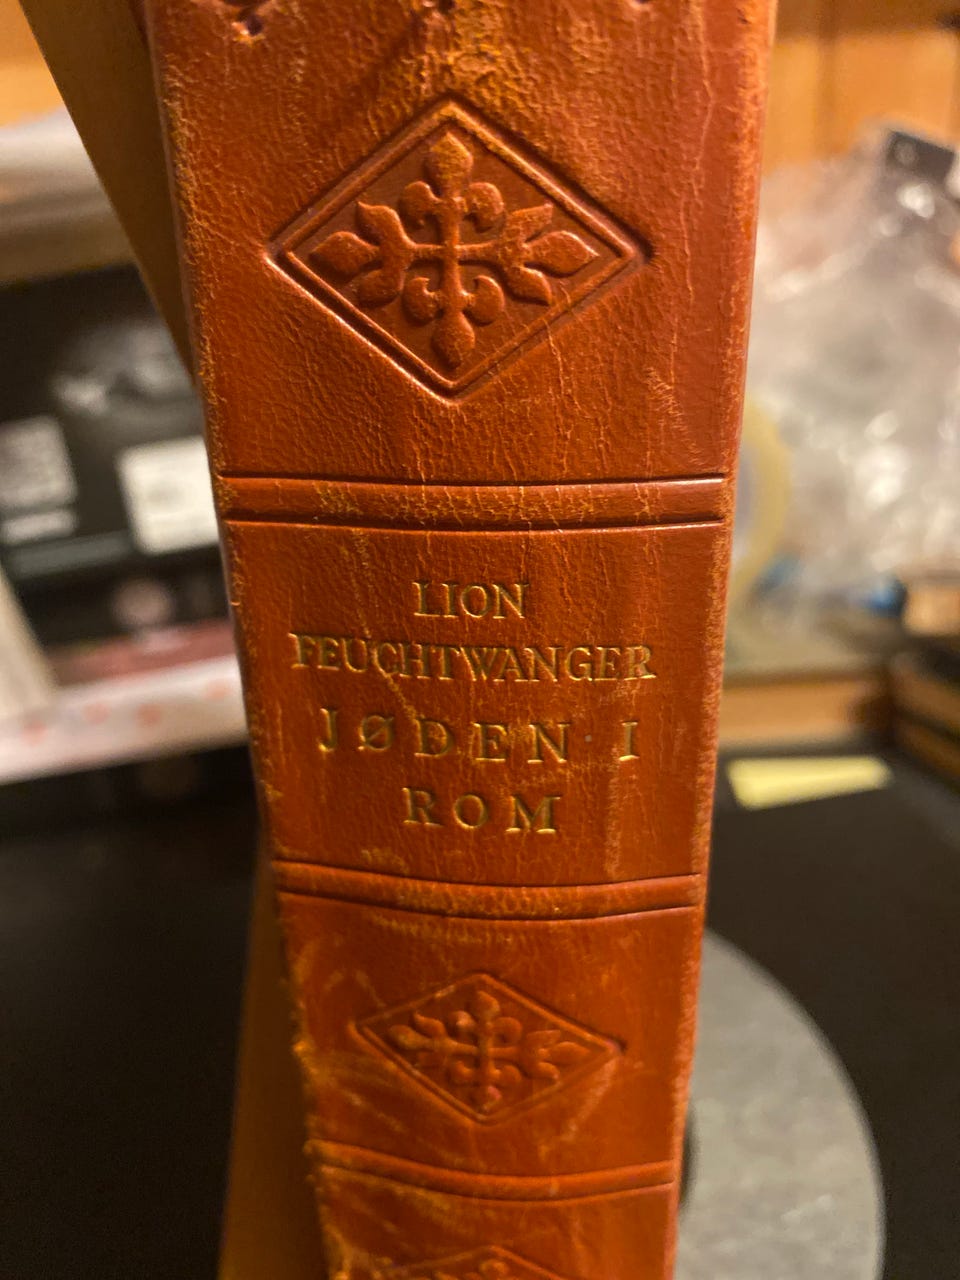 LION
FEUCHTWANGER
JØDEN I
ROM